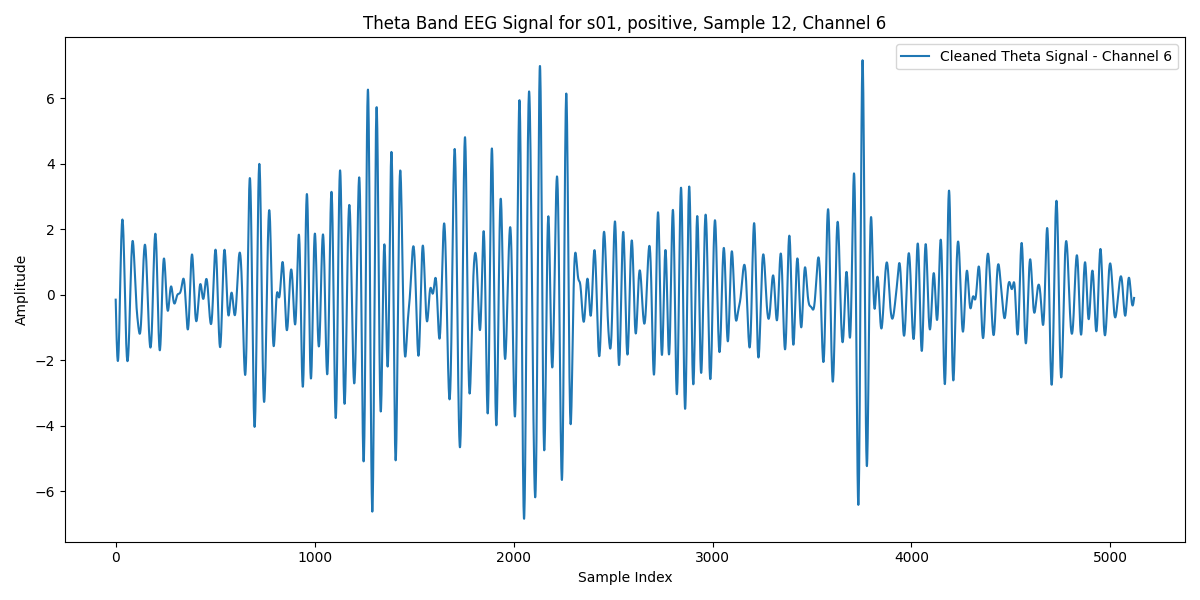 Theta Band EEG Signal for s01, positive, Sample 12, Channel 6
Cleaned Theta Signal - Channel 6
Amplitude
6
4
2
0
−2
−4
−6
0 1000 2000 3000 4000 5000
Sample Index